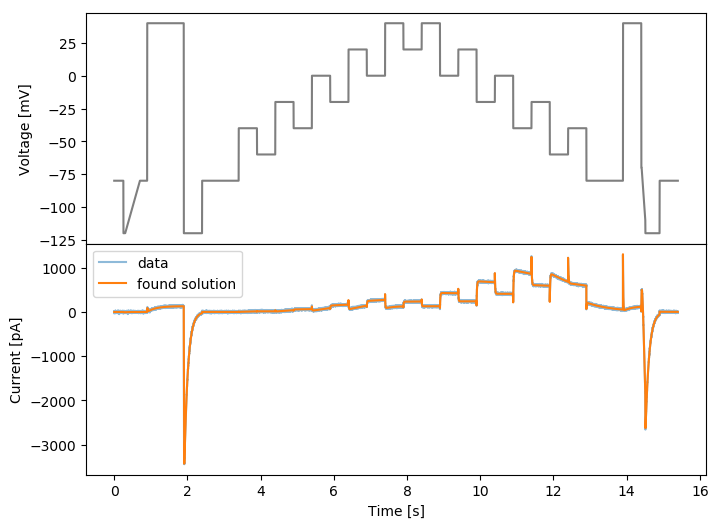 25
0
−25
−50
−75
−100
−125
Voltage [mV]
data
found solution
1000
0
−1000
−2000
−3000
Current [pA]
0 2 4 6 8 10 12 14 16
Time [s]